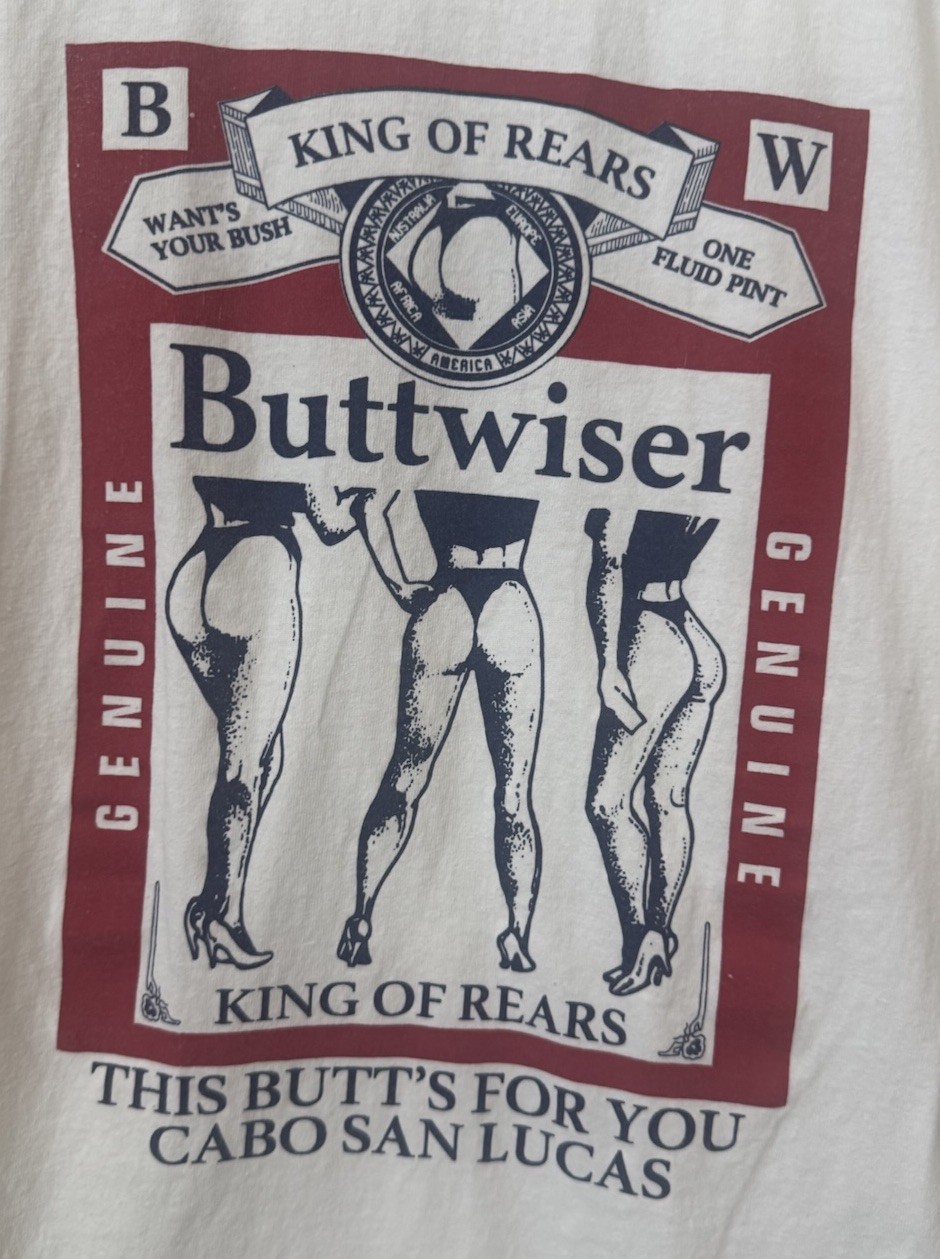 B
KING OF REARS
W
WANT'S
YOUR BUSH
ONE
FLUID PINT
AUSTRALIA
EUROPE
AFRICA
ASIA
AMERICA
Buttwiser
GENUINE
GENUINE
KING OF REARS
THIS BUTT'S FOR YOU
CABO SAN LUCAS